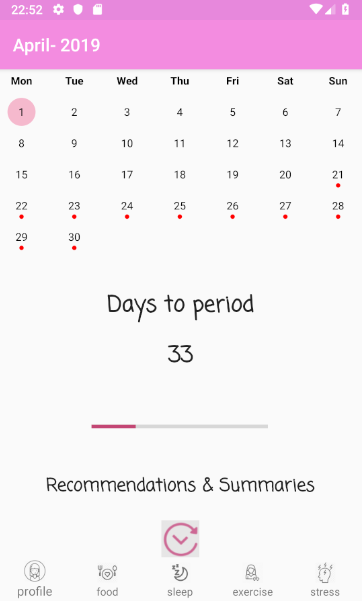 22:52
April- 2019
Mon Tue Wed Thu Fri Sat Sun
1 2 3 4 5 6 7
8 9 10 11 12 13 14
15 16 17 18 19 20 21
22 23 24 25 26 27 28
29 30
Days to period
33
Recommendations & Summaries
profile food sleep exercise stress